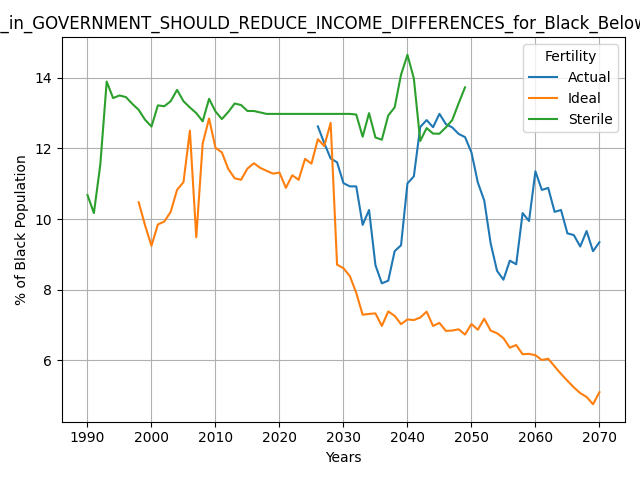 _in_GOVERNMENT_SHOULD_REDUCE_INCOME_DIFFERENCES_for_Black_Belov
Fertility
Actual
Ideal
Sterile
% of Black Population
14
12
10
8
6
1990 2000 2010 2020 2030 2040 2050 2060 2070
Years